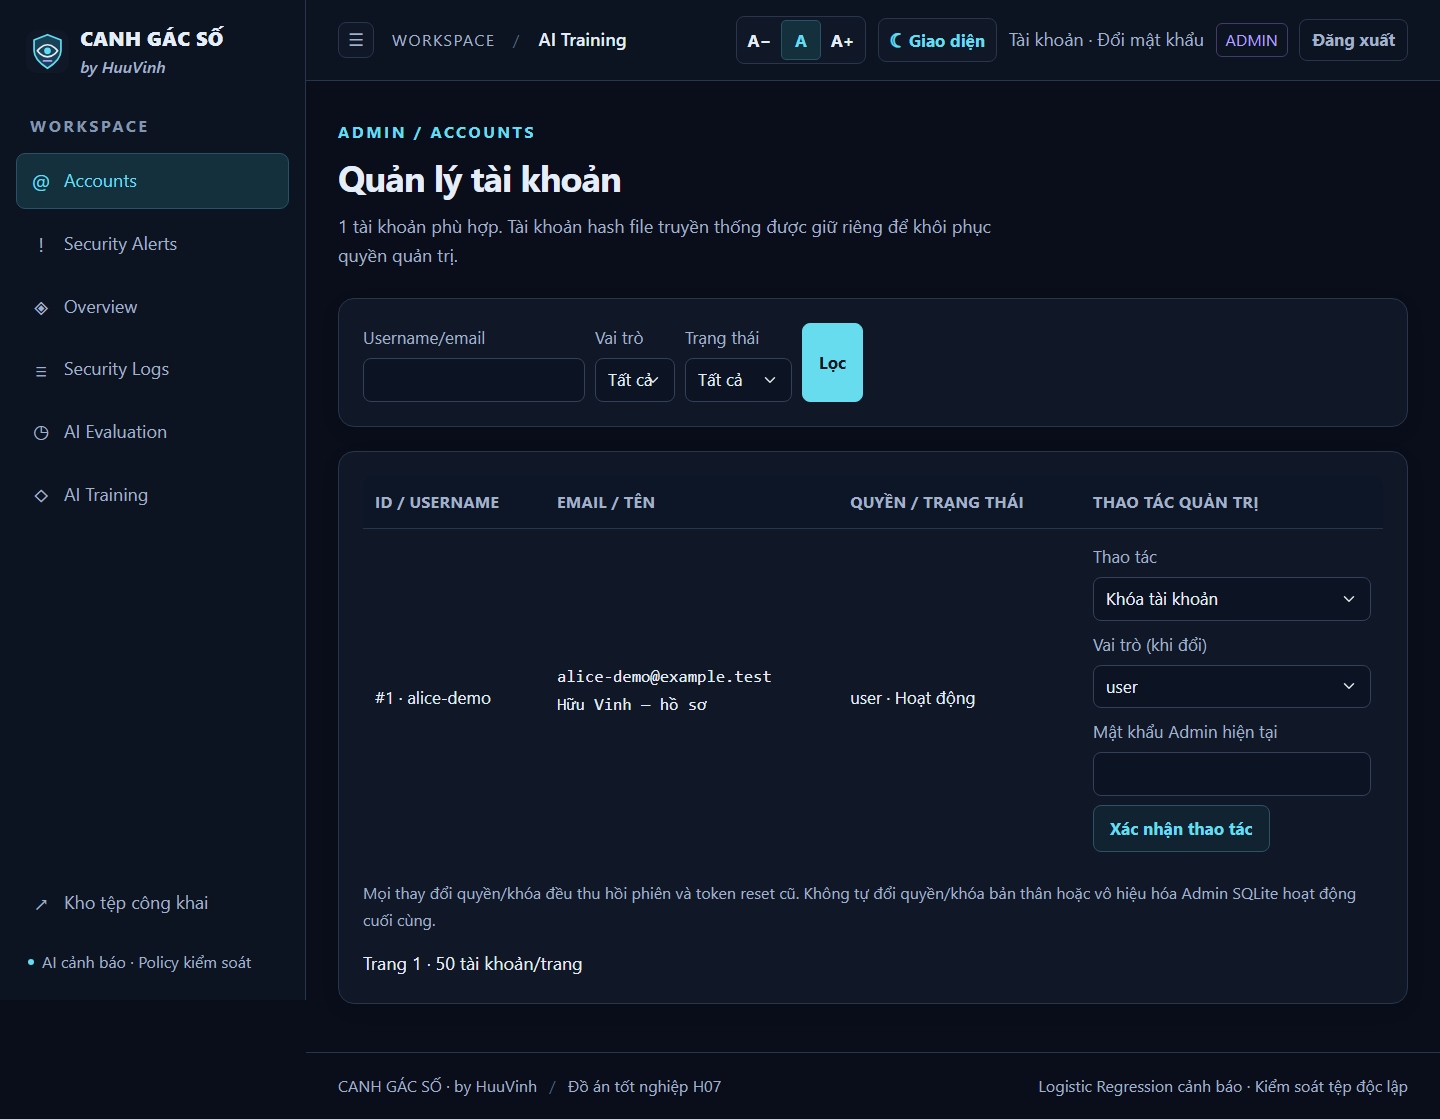 CANH GÁC SỐ
by HuuVinh
WORKSPACE
@ Accounts
! Security Alerts
Overview
Security Logs
AI Evaluation
AI Training
Kho tệp công khai
AI cảnh báo · Policy kiểm soát
WORKSPACE / AI Training
A− A A+
Giao diện
Tài khoản · Đổi mật khẩu
ADMIN
Đăng xuất
ADMIN / ACCOUNTS
Quản lý tài khoản
1 tài khoản phù hợp. Tài khoản hash file truyền thống được giữ riêng để khôi phục
quyền quản trị.
Username/email
Vai trò
Tất cả
Trạng thái
Tất cả
Lọc
ID / USERNAME EMAIL / TÊN QUYỀN / TRẠNG THÁI THAO TÁC QUẢN TRỊ
#1 · alice-demo
alice-demo@example.test
Hữu Vinh — hồ sơ
user · Hoạt động
Thao tác
Khóa tài khoản
Vai trò (khi đổi)
user
Mật khẩu Admin hiện tại
Xác nhận thao tác
Mọi thay đổi quyền/khóa đều thu hồi phiên và token reset cũ. Không tự đổi quyền/khóa bản thân hoặc vô hiệu hóa Admin SQLite hoạt động
cuối cùng.
Trang 1 · 50 tài khoản/trang
CANH GÁC SỐ · by HuuVinh / Đồ án tốt nghiệp H07
Logistic Regression cảnh báo · Kiểm soát tệp độc lập